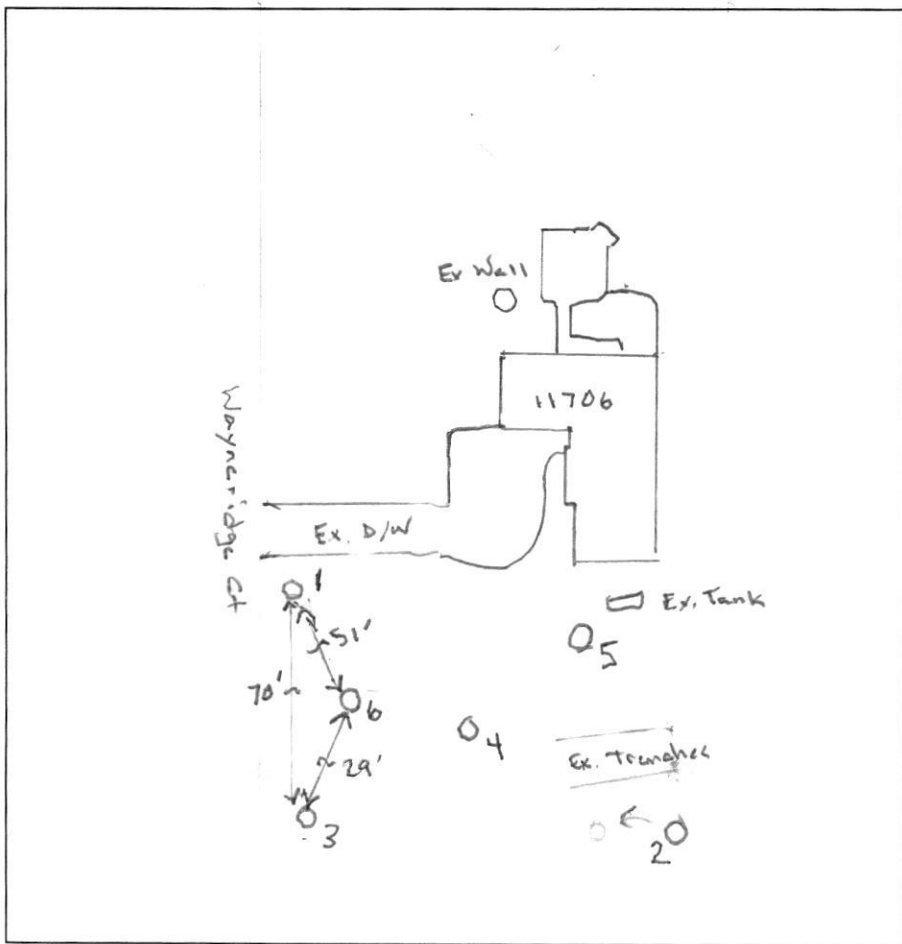 Ex Well
11706
Wayneridge Ct
Ex. D/W
1
Ex. Tank
51'
5
70'
6
4
Ex. Trenches
29'
3
2